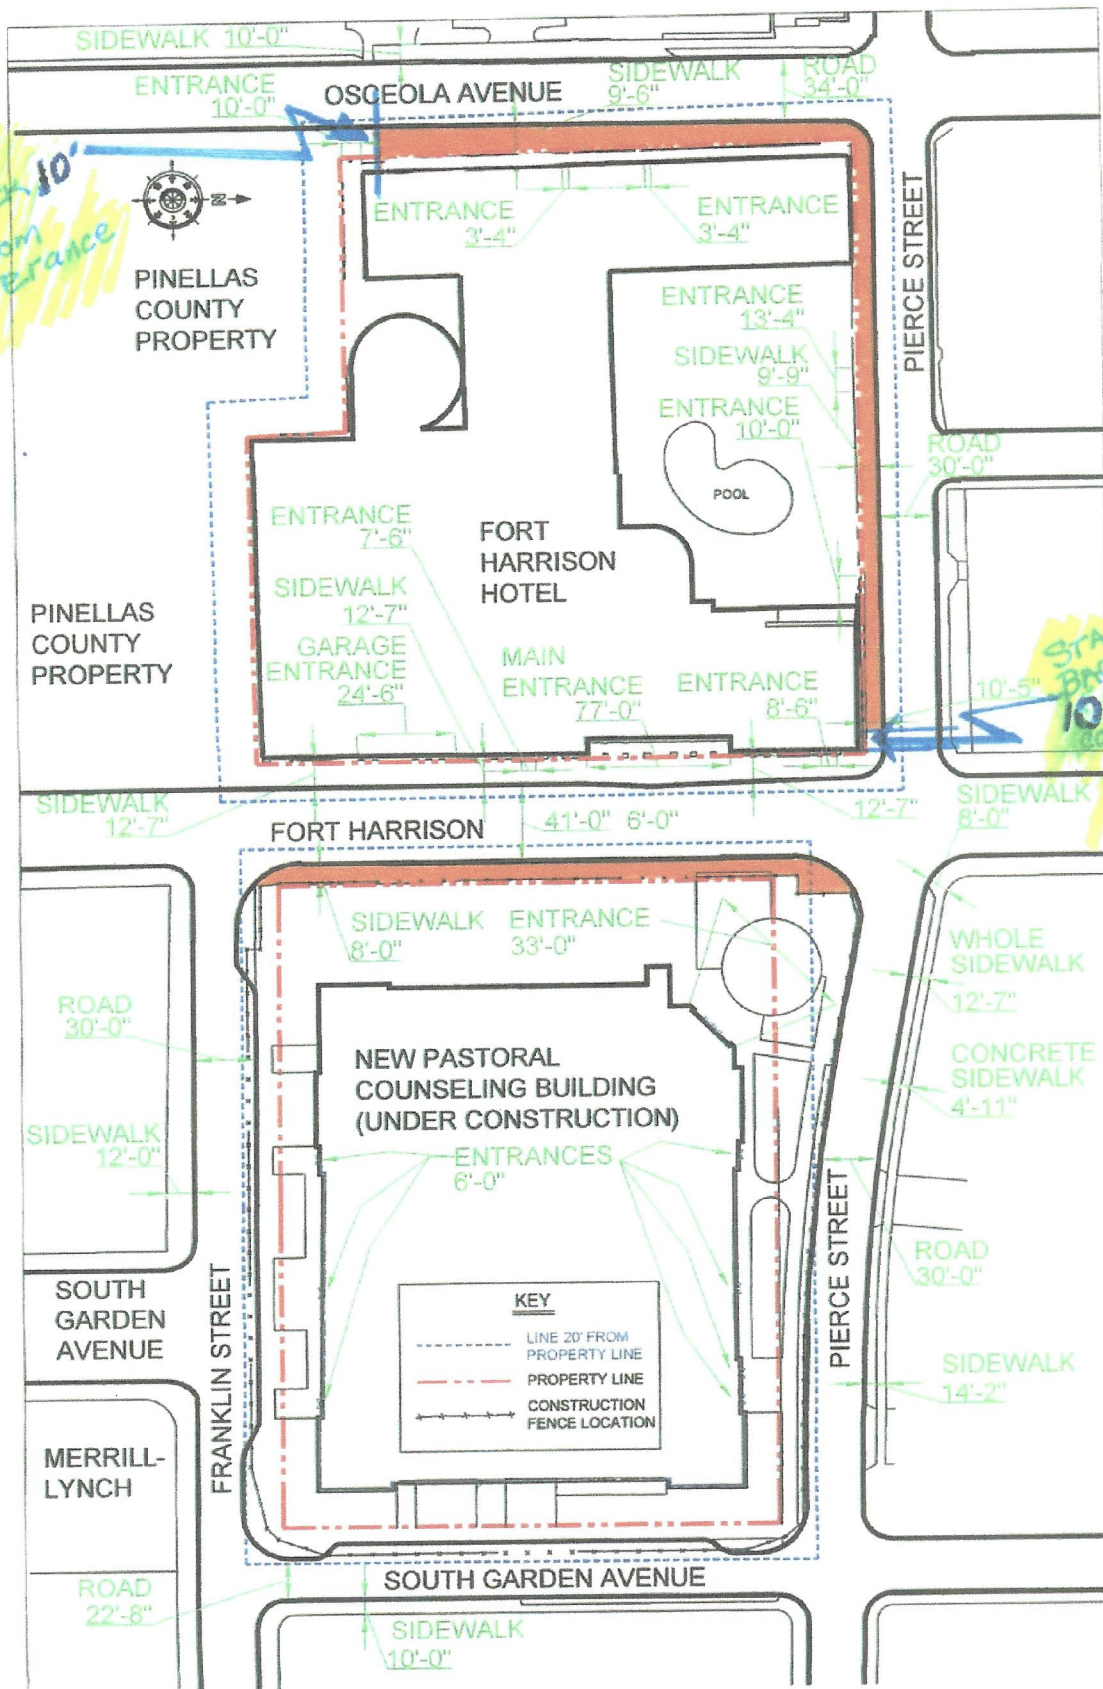 SIDEWALK 10'-0"
ENTRANCE
10'-0"
OSCEOLA AVENUE
SIDEWALK
9'-6"
ROAD
34'-0"
10'
om
erance
N
PINELLAS
COUNTY
PROPERTY
ENTRANCE
3'-4"
ENTRANCE
3'-4"
PIERCE STREET
ENTRANCE
13'-4"
SIDEWALK
9'-9"
ENTRANCE
10'-0"
ROAD
30'-0"
POOL
ENTRANCE
7'-6"
FORT
HARRISON
HOTEL
SIDEWALK
12'-7"
GARAGE
ENTRANCE
24'-6"
PINELLAS
COUNTY
PROPERTY
MAIN
ENTRANCE
77'-0"
ENTRANCE
8'-6"
10'-5"
STA
10
SIDEWALK
12'-7"
FORT HARRISON
41'-0" 6'-0"
12'-7"
SIDEWALK
8'-0"
SIDEWALK
8'-0"
ENTRANCE
33'-0"
WHOLE
SIDEWALK
12'-7"
ROAD
30'-0"
NEW PASTORAL
COUNSELING BUILDING
(UNDER CONSTRUCTION)
CONCRETE
SIDEWALK
4'-11"
SIDEWALK
12'-0"
ENTRANCES
6'-0"
PIERCE STREET
ROAD
30'-0"
SOUTH
GARDEN
AVENUE
FRANKLIN STREET
KEY
LINE 20' FROM
PROPERTY LINE
PROPERTY LINE
CONSTRUCTION
FENCE LOCATION
SIDEWALK
14'-2"
MERRILL-
LYNCH
SOUTH GARDEN AVENUE
ROAD
22'-8"
SIDEWALK
10'-0"